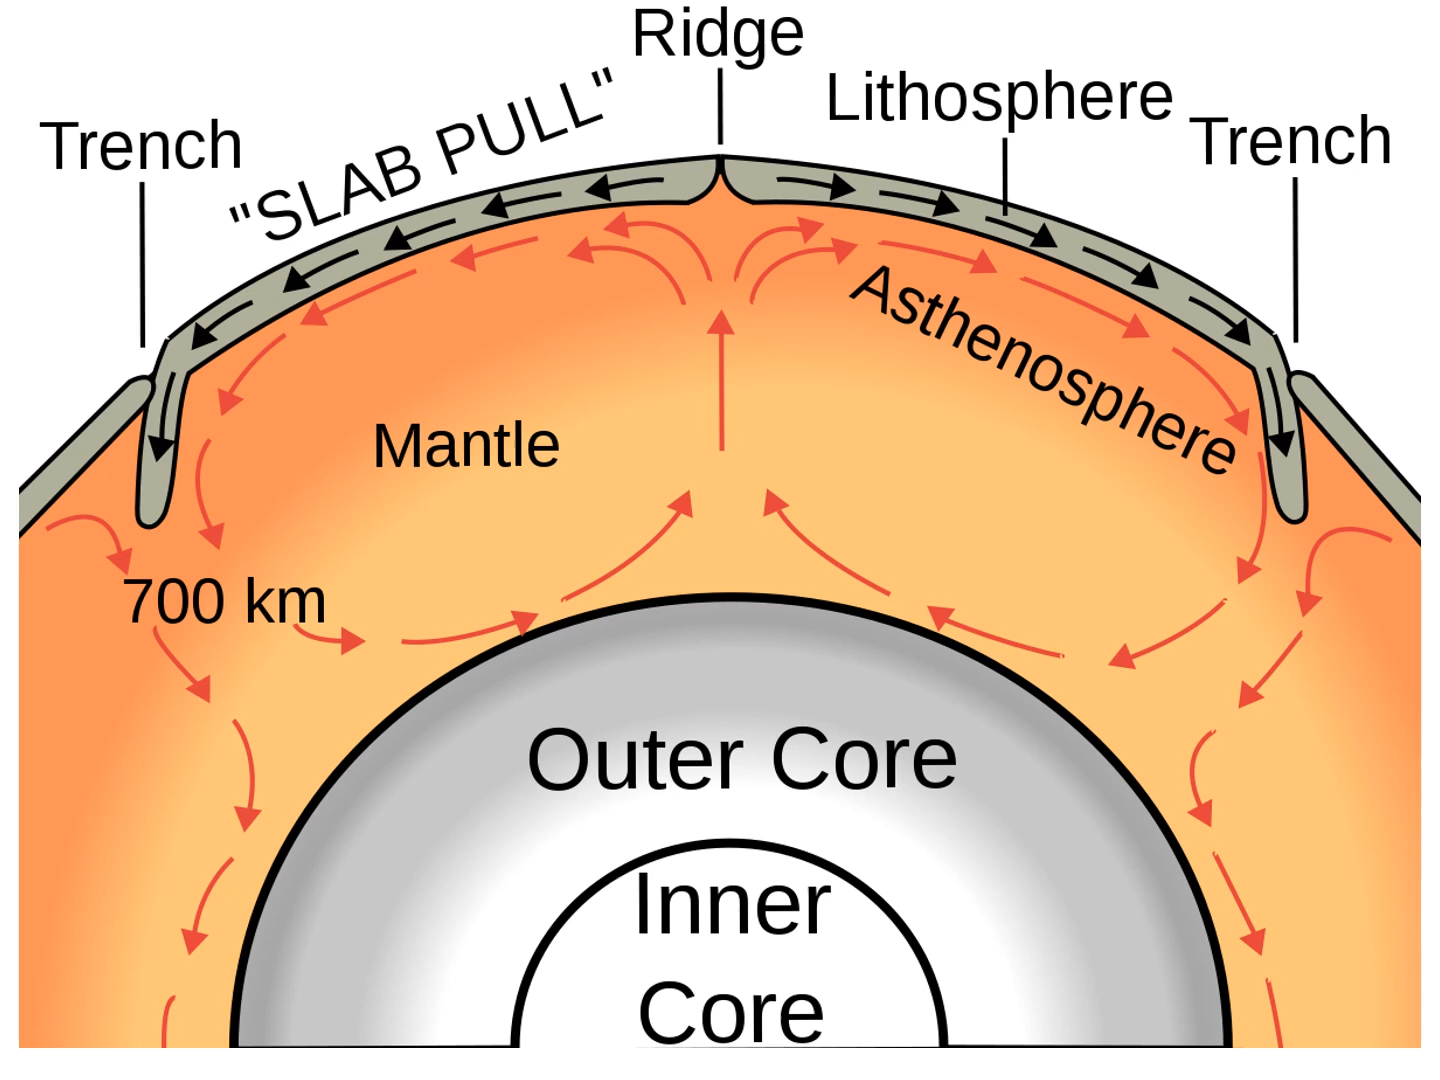 Ridge
Lithosphere
Trench
Trench
"SLAB PULL"
Asthenosphere
Mantle
700 km
Outer Core
Inner
Core